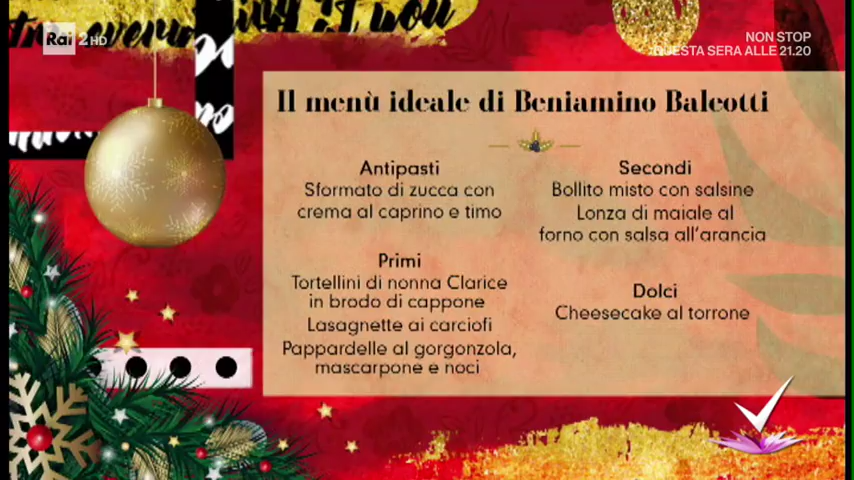 Rai 2HD
NON STOP
QUESTA SERA ALLE 21.20
Il menù ideale di Beniamino Baleotti
Antipasti
Sformato di zucca con
crema al caprino e timo
Primi
Tortellini di nonna Clarice
in brodo di cappone
Lasagnette ai carciofi
Pappardelle al gorgonzola,
mascarpone e noci
Secondi
Bollito misto con salsine
Lonza di maiale al
forno con salsa all'arancia
Dolci
Cheesecake al torrone